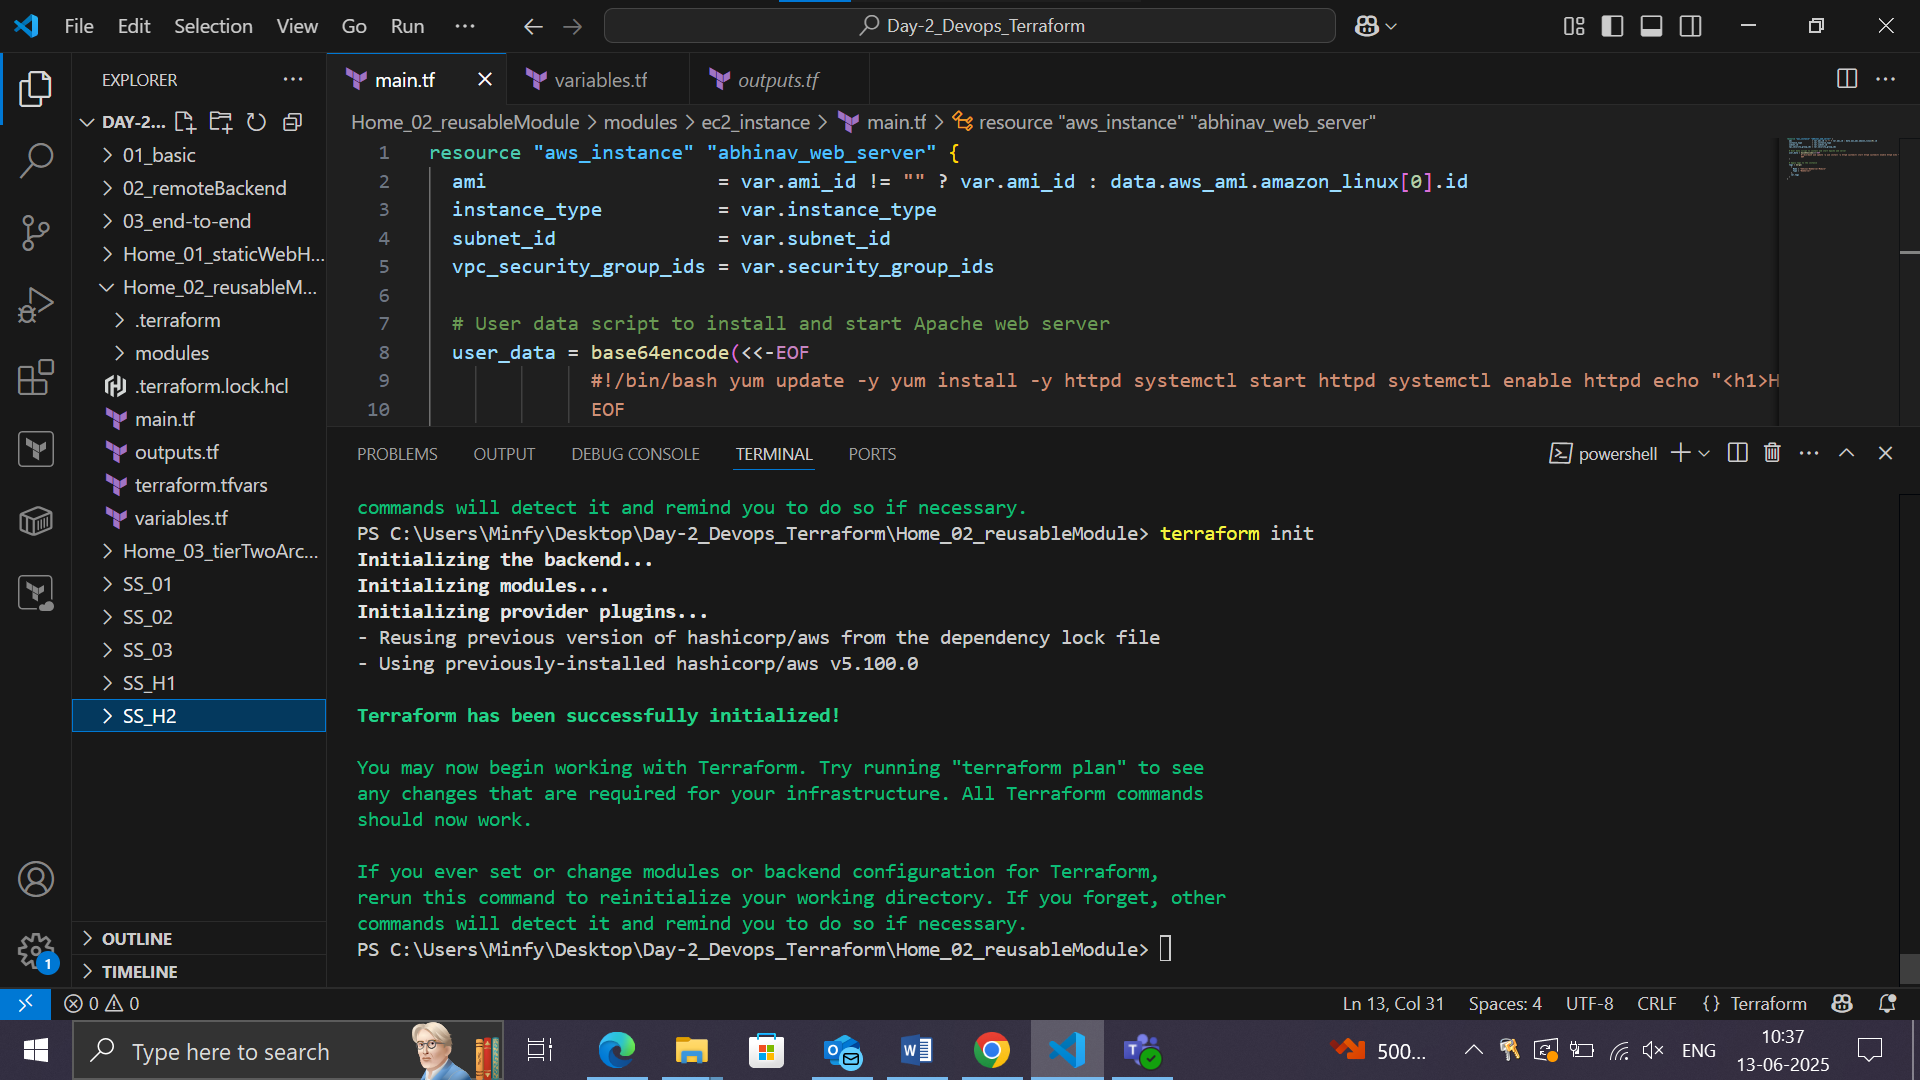 File Edit Selection View Go Run ···
Day-2_Devops_Terraform
EXPLORER
DAY-2...
01_basic
02_remoteBackend
03_end-to-end
Home_01_staticWebH...
Home_02_reusableM...
.terraform
modules
.terraform.lock.hcl
main.tf
outputs.tf
terraform.tfvars
variables.tf
Home_03_tierTwoArc...
SS_01
SS_02
SS_03
SS_H1
SS_H2
OUTLINE
TIMELINE
1
main.tf
variables.tf
outputs.tf
Home_02_reusableModule > modules > ec2_instance > main.tf > resource "aws_instance" "abhinav_web_server"
1 resource "aws_instance" "abhinav_web_server" {
2 ami = var.ami_id != "" ? var.ami_id : data.aws_ami.amazon_linux[0].id
3 instance_type = var.instance_type
4 subnet_id = var.subnet_id
5 vpc_security_group_ids = var.security_group_ids
6
7 # User data script to install and start Apache web server
8 user_data = base64encode(<<-EOF
9 #!/bin/bash yum update -y yum install -y httpd systemctl start httpd systemctl enable httpd echo "<h1>H
10 EOF
PROBLEMS OUTPUT DEBUG CONSOLE TERMINAL PORTS
powershell
commands will detect it and remind you to do so if necessary.
PS C:\Users\Minfy\Desktop\Day-2_Devops_Terraform\Home_02_reusableModule> terraform init
Initializing the backend...
Initializing modules...
Initializing provider plugins...
- Reusing previous version of hashicorp/aws from the dependency lock file
- Using previously-installed hashicorp/aws v5.100.0
Terraform has been successfully initialized!
You may now begin working with Terraform. Try running "terraform plan" to see
any changes that are required for your infrastructure. All Terraform commands
should now work.
If you ever set or change modules or backend configuration for Terraform,
rerun this command to reinitialize your working directory. If you forget, other
commands will detect it and remind you to do so if necessary.
PS C:\Users\Minfy\Desktop\Day-2_Devops_Terraform\Home_02_reusableModule>
0 0
Ln 13, Col 31 Spaces: 4 UTF-8 CRLF {} Terraform
Type here to search
500...
ENG
10:37
13-06-2025